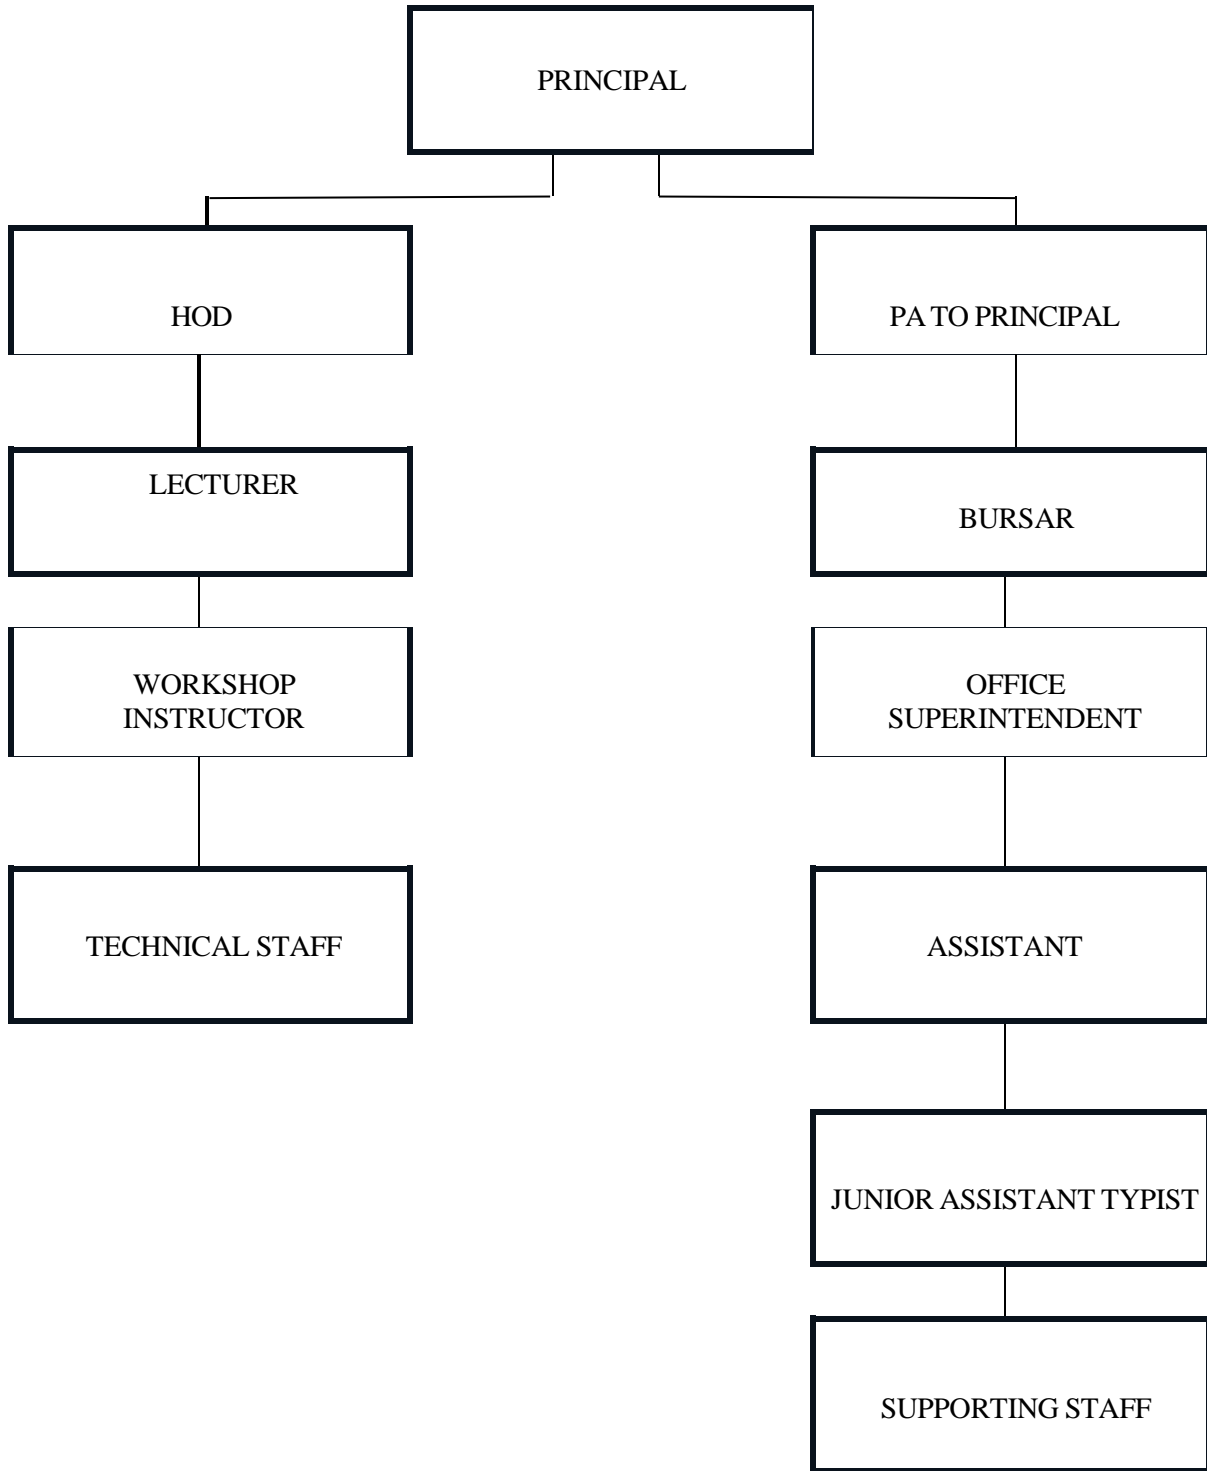 PRINCIPAL
HOD
PA TO PRINCIPAL
LECTURER
BURSAR
WORKSHOP
INSTRUCTOR
OFFICE
SUPERINTENDENT
TECHNICAL STAFF
ASSISTANT
JUNIOR ASSISTANT TYPIST
SUPPORTING STAFF